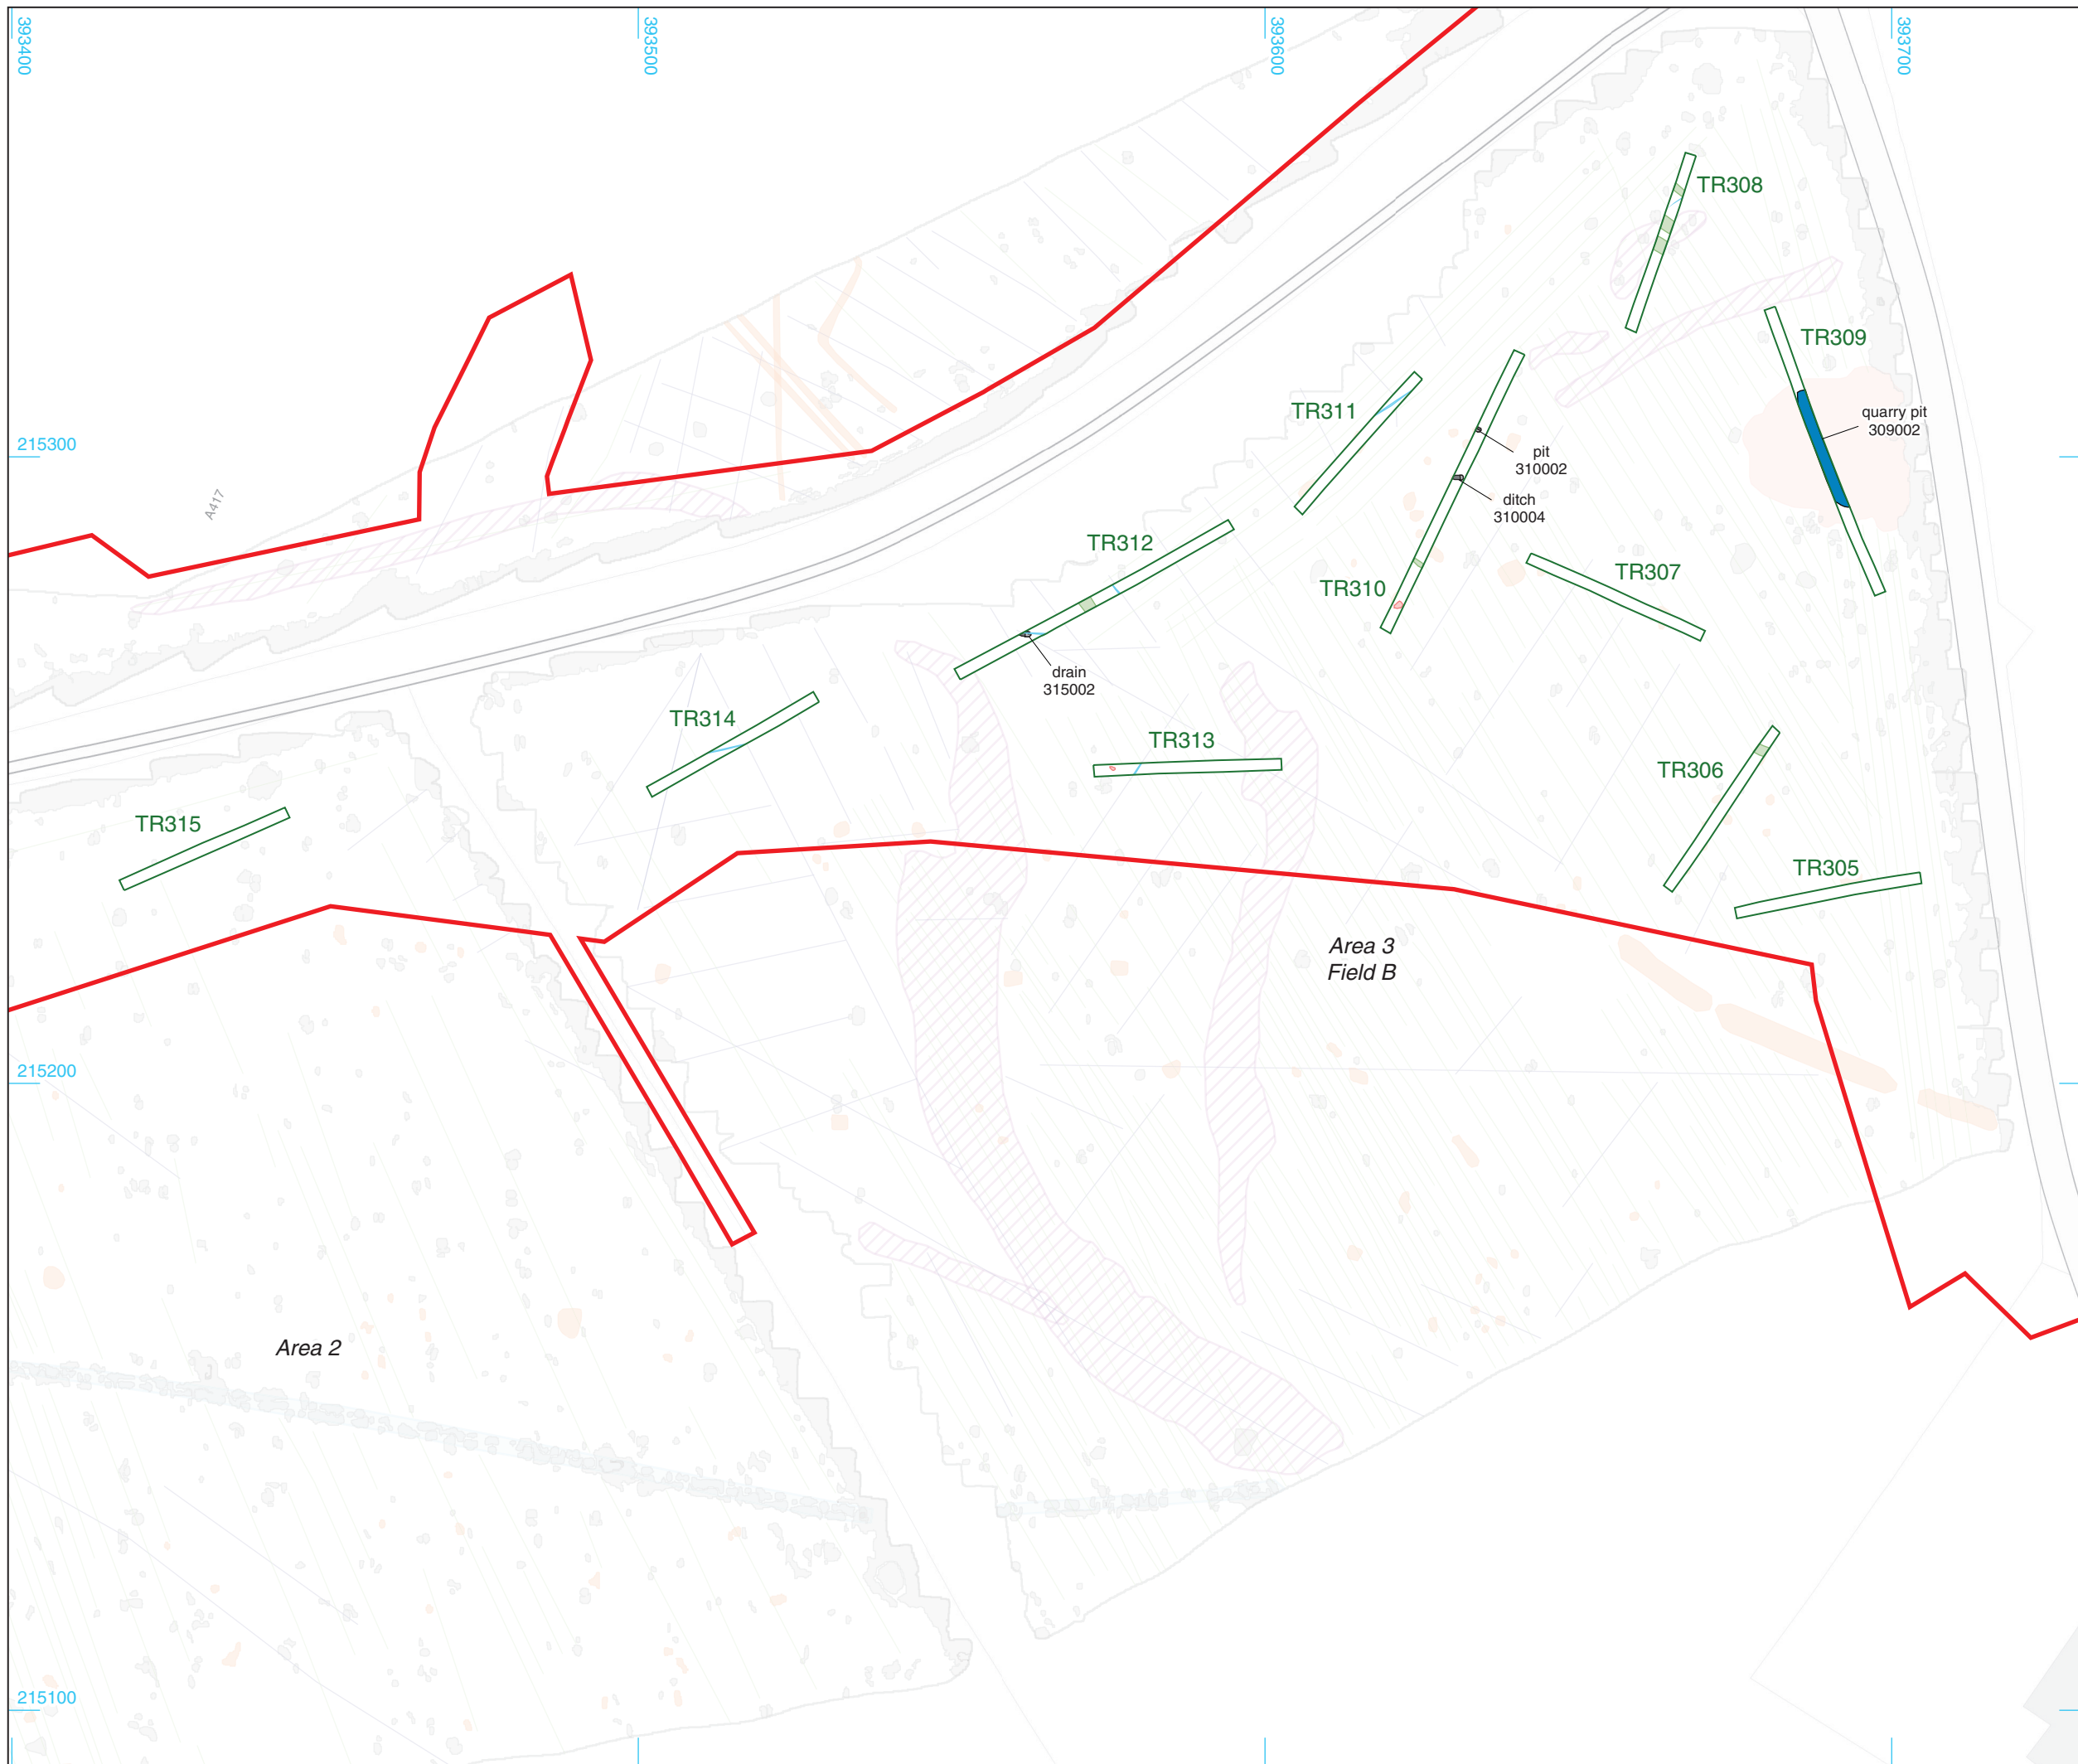 393400
393500
393600
393700
TR308
TR309
quarry pit
309002
TR311
215300
pit
310002
A417
ditch
310004
TR312
TR307
TR310
drain
315002
TR314
TR313
TR306
TR315
TR305
Area 3
Field B
215200
Area 2
215100